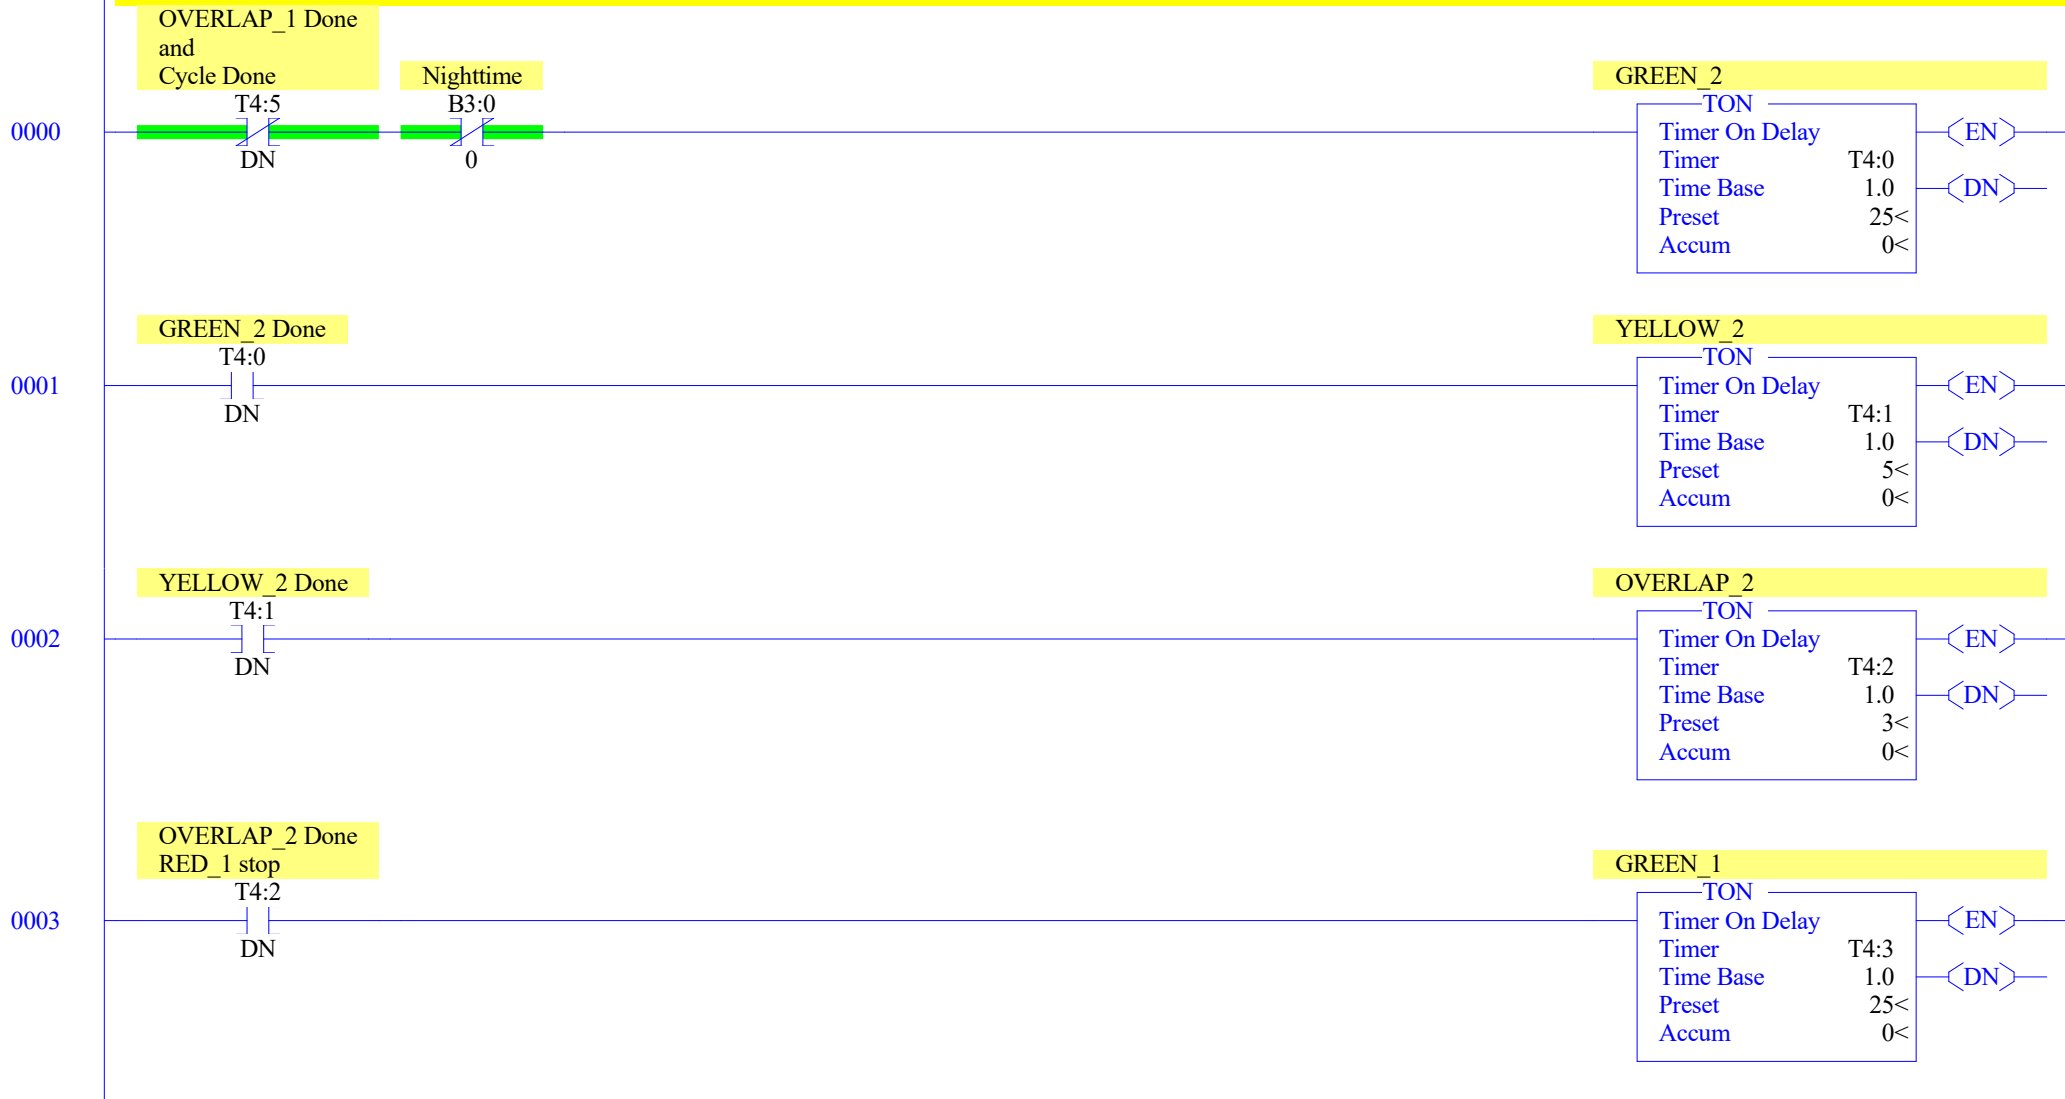 OVERLAP_1 Done
and
Cycle Done
Nighttime
GREEN_2
T4:5
B3:0
TON
0000
Timer On Delay
EN
DN
0
Timer T4:0
Time Base 1.0
DN
Preset 25<
Accum 0<
GREEN_2 Done
YELLOW_2
T4:0
TON
0001
Timer On Delay
EN
DN
Timer T4:1
Time Base 1.0
DN
Preset 5<
Accum 0<
YELLOW_2 Done
OVERLAP_2
T4:1
TON
0002
Timer On Delay
EN
DN
Timer T4:2
Time Base 1.0
DN
Preset 3<
Accum 0<
OVERLAP_2 Done
RED_1 stop
GREEN_1
T4:2
TON
0003
Timer On Delay
EN
DN
Timer T4:3
Time Base 1.0
DN
Preset 25<
Accum 0<